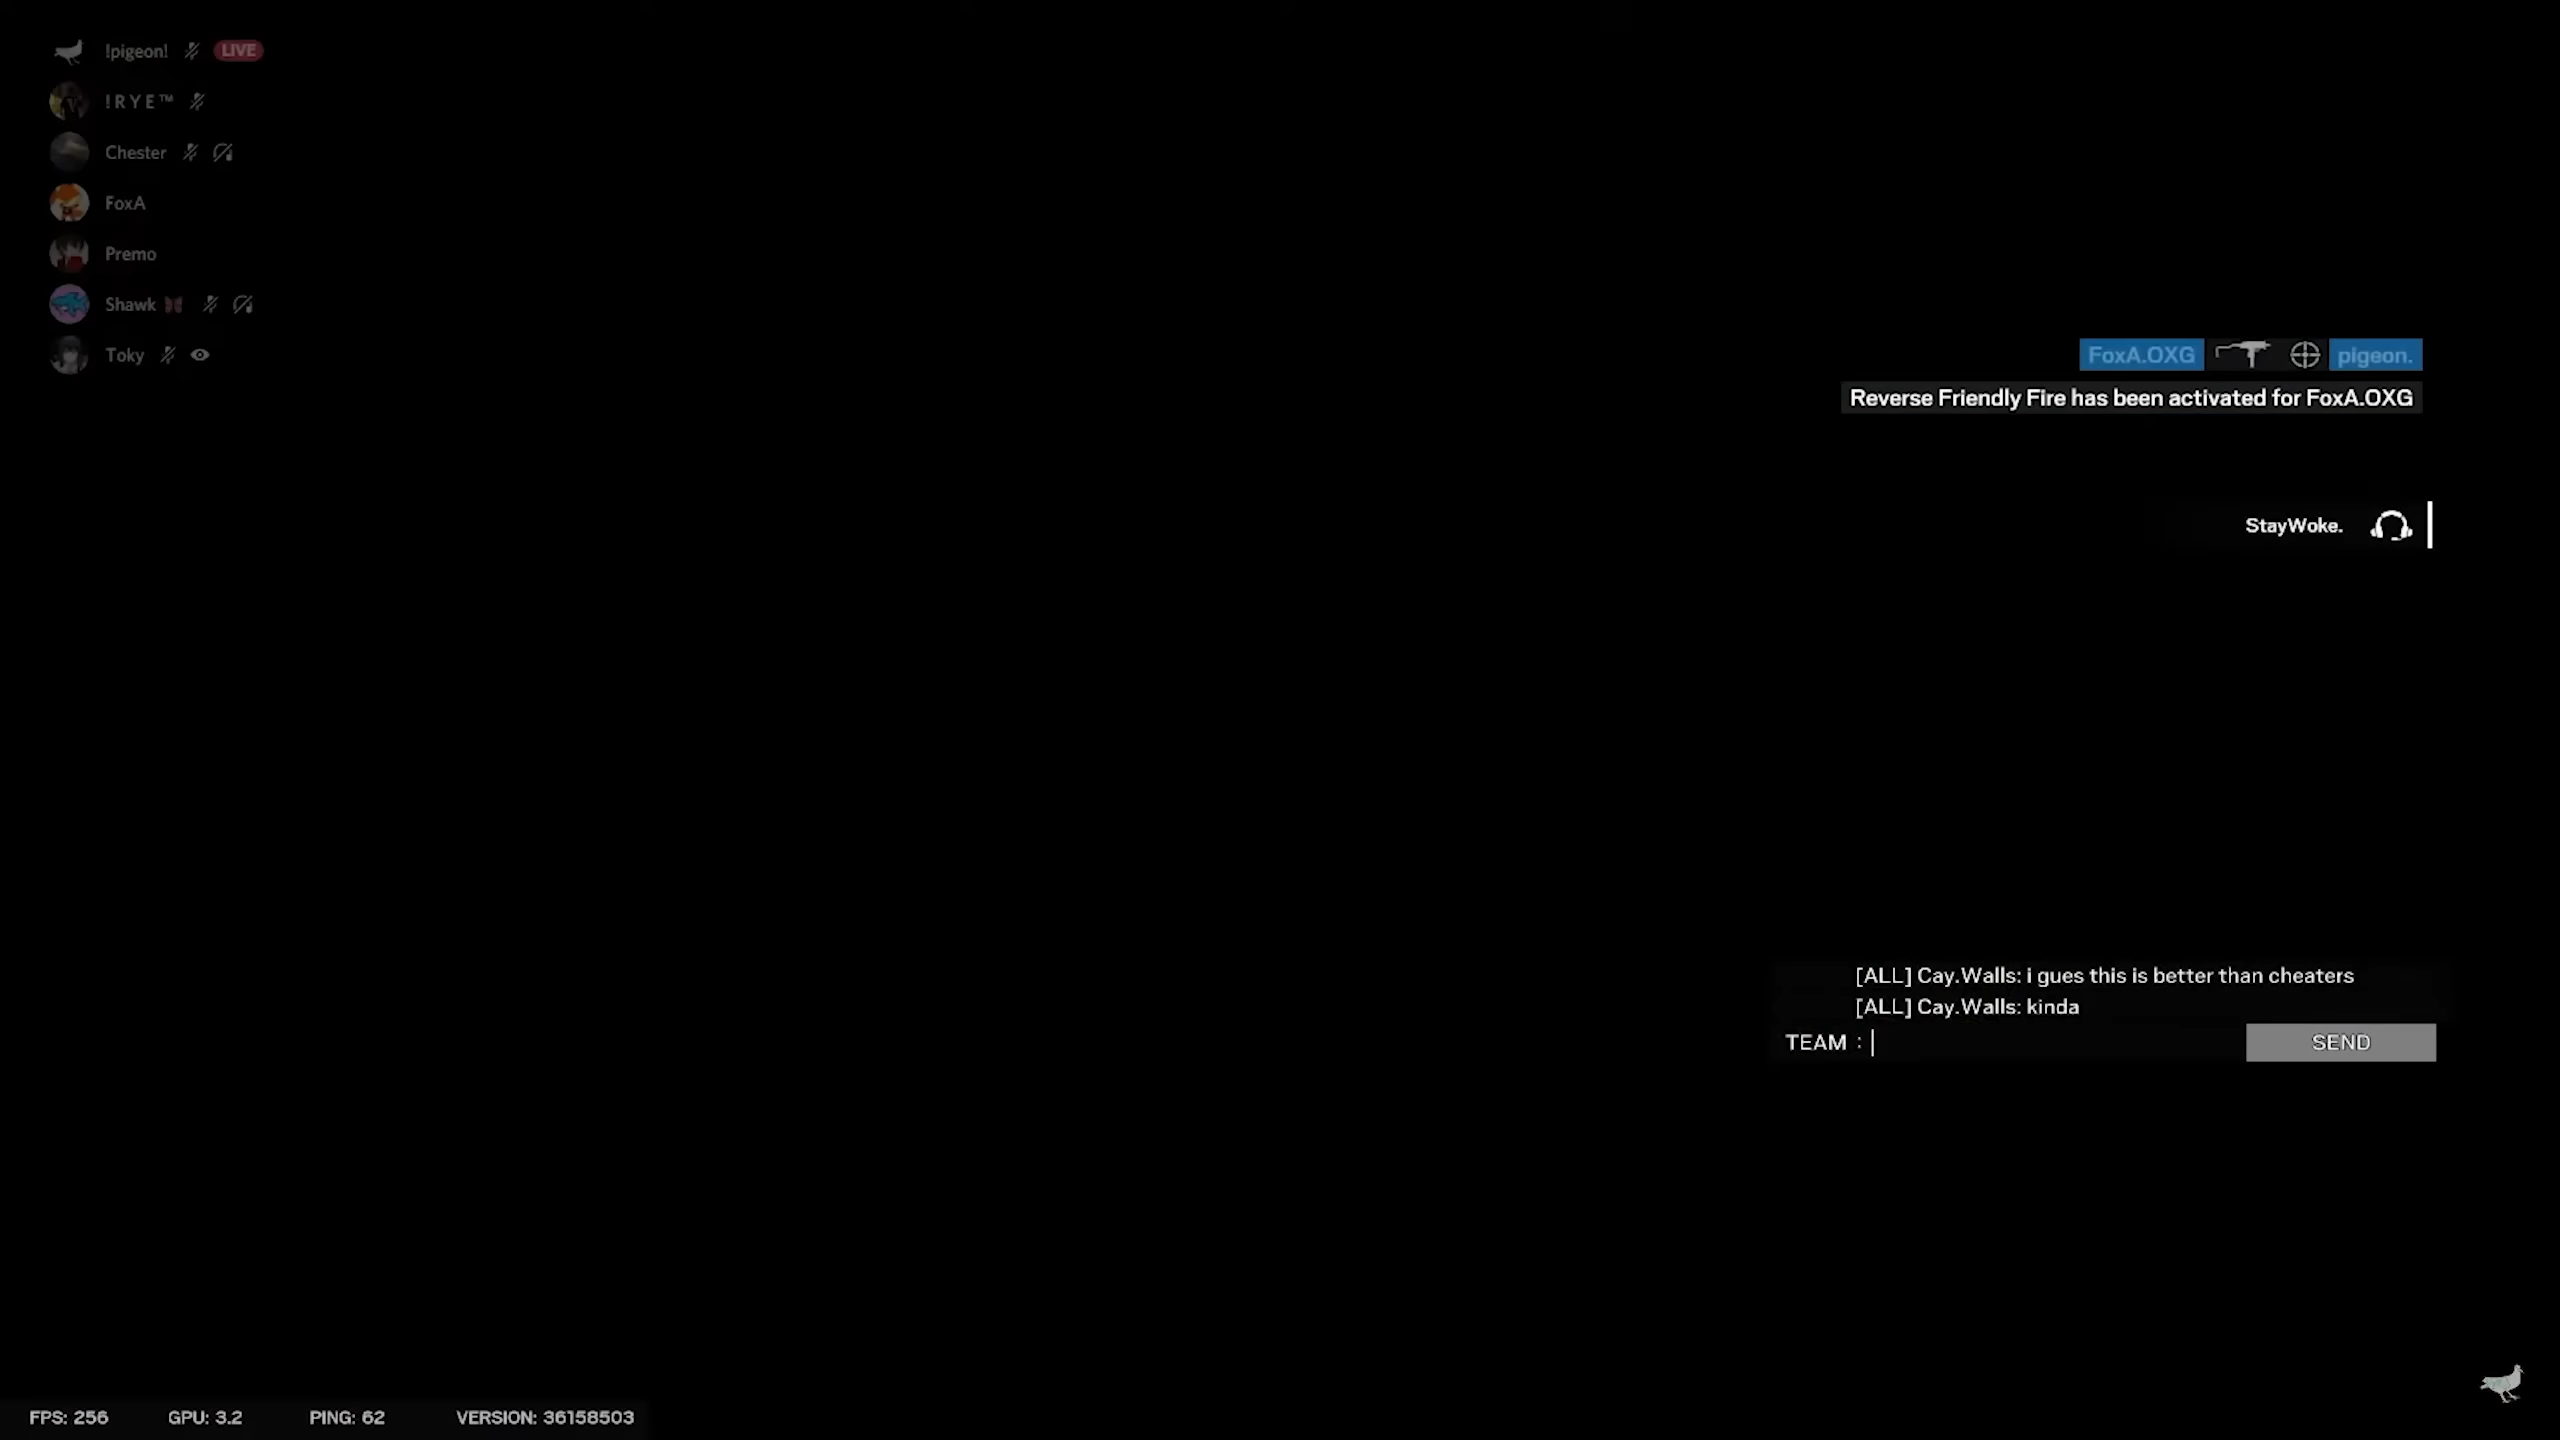 !pigeon! LIVE
! R Y E ™
Chester
FoxA
Premo
Shawk
Toky
FoxA.OXG pigeon.
Reverse Friendly Fire has been activated for FoxA.OXG
StayWoke.
[ALL] Cay.Walls: i gues this is better than cheaters
[ALL] Cay.Walls: kinda
TEAM : SEND
FPS: 256 GPU: 3.2 PING: 62 VERSION: 36158503